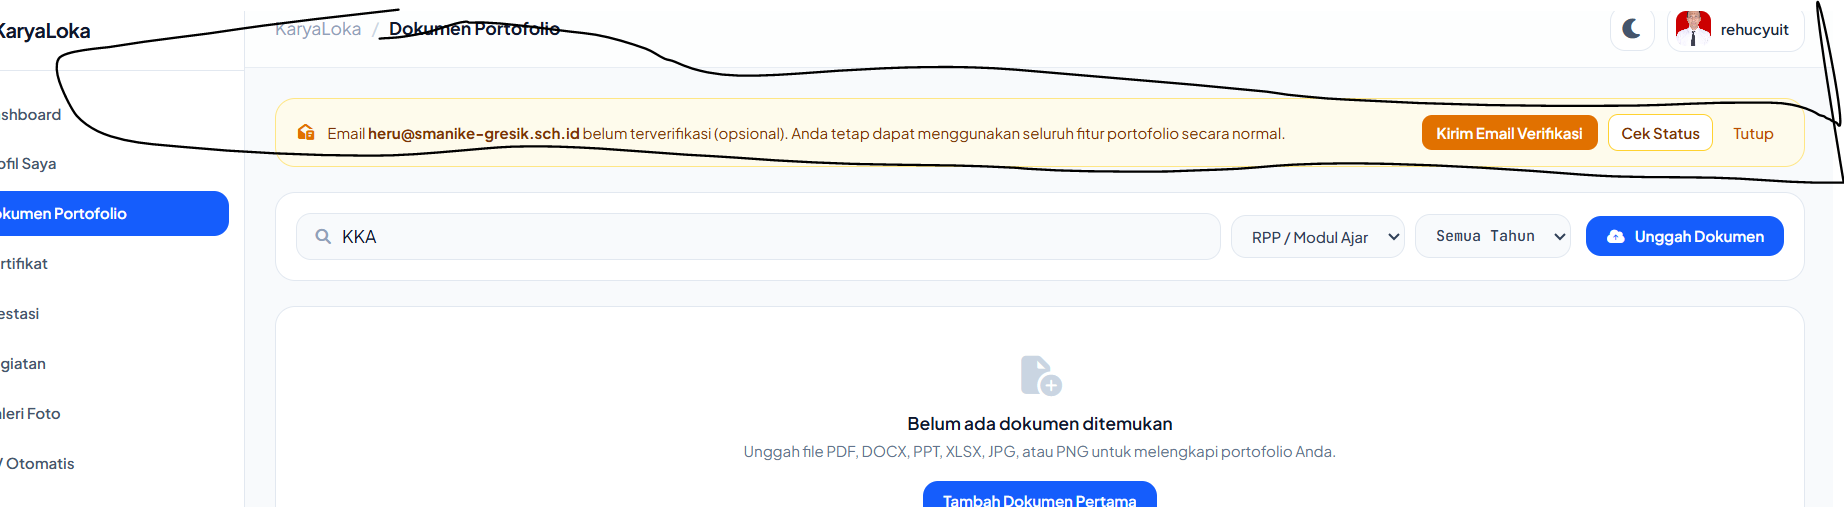 KaryaLoka
KaryaLoka / Dokumen Portofolio
rehucyuit
shboard
ofil Saya
okumen Portofolio
rtifikat
estasi
giatan
leri Foto
/ Otomatis
Email heru@smanike-gresik.sch.id belum terverifikasi (opsional). Anda tetap dapat menggunakan seluruh fitur portofolio secara normal.
Kirim Email Verifikasi
Cek Status
Tutup
KKA
RPP / Modul Ajar
Semua Tahun
Unggah Dokumen
Belum ada dokumen ditemukan
Unggah file PDF, DOCX, PPT, XLSX, JPG, atau PNG untuk melengkapi portofolio Anda.
Tambah Dokumen Pertama